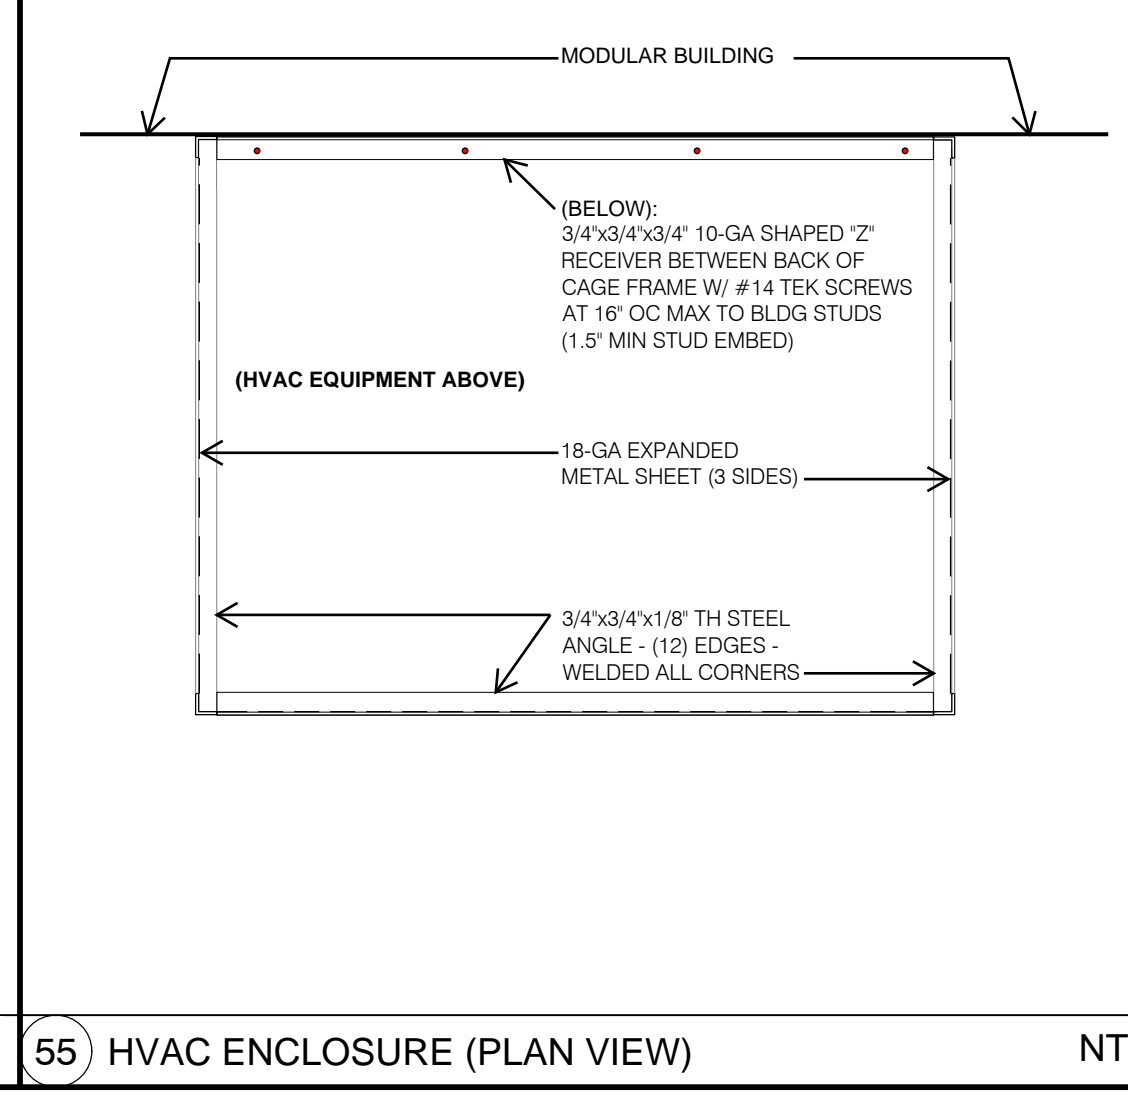 MODULAR BUILDING
(BELOW):
3/4"x3/4"x3/4" 10-GA SHAPED "Z"
RECEIVER BETWEEN BACK OF
CAGE FRAME W/ #14 TEK SCREWS
AT 16" OC MAX TO BLDG STUDS
(1.5" MIN STUD EMBED)
(HVAC EQUIPMENT ABOVE)
18-GA EXPANDED
METAL SHEET (3 SIDES)
3/4"x3/4"x1/8" TH STEEL
ANGLE - (12) EDGES -
WELDED ALL CORNERS
55 HVAC ENCLOSURE (PLAN VIEW) NT